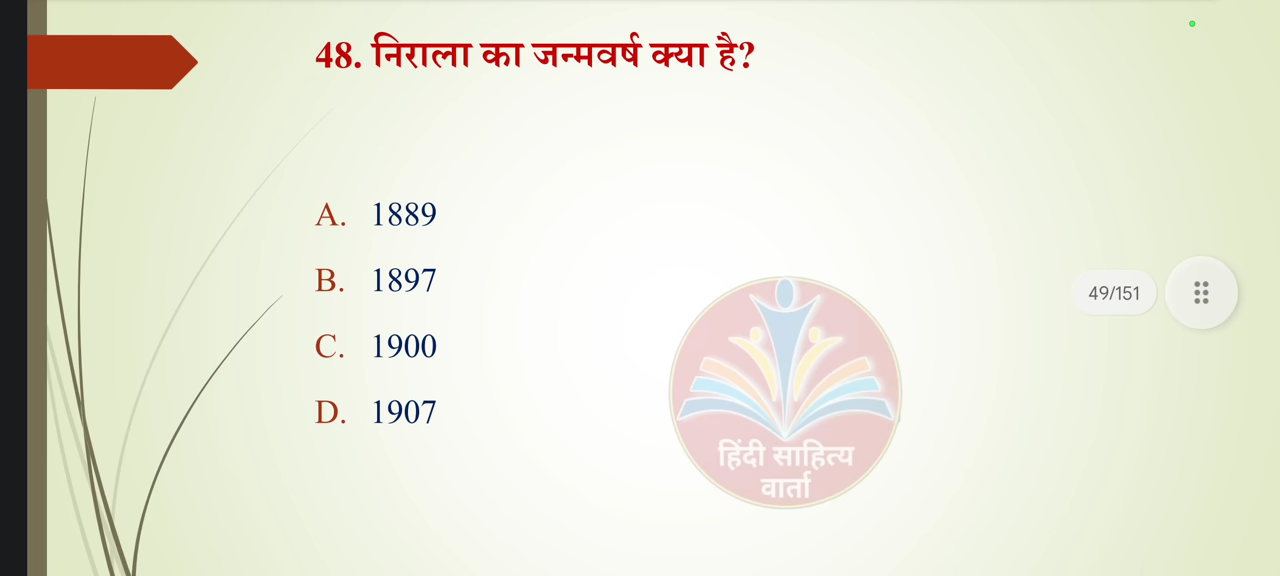 48. निराला का जन्मवर्ष क्या है?
A. 1889
B. 1897
C. 1900
D. 1907
49/151
हिंदी साहित्य
वार्ता